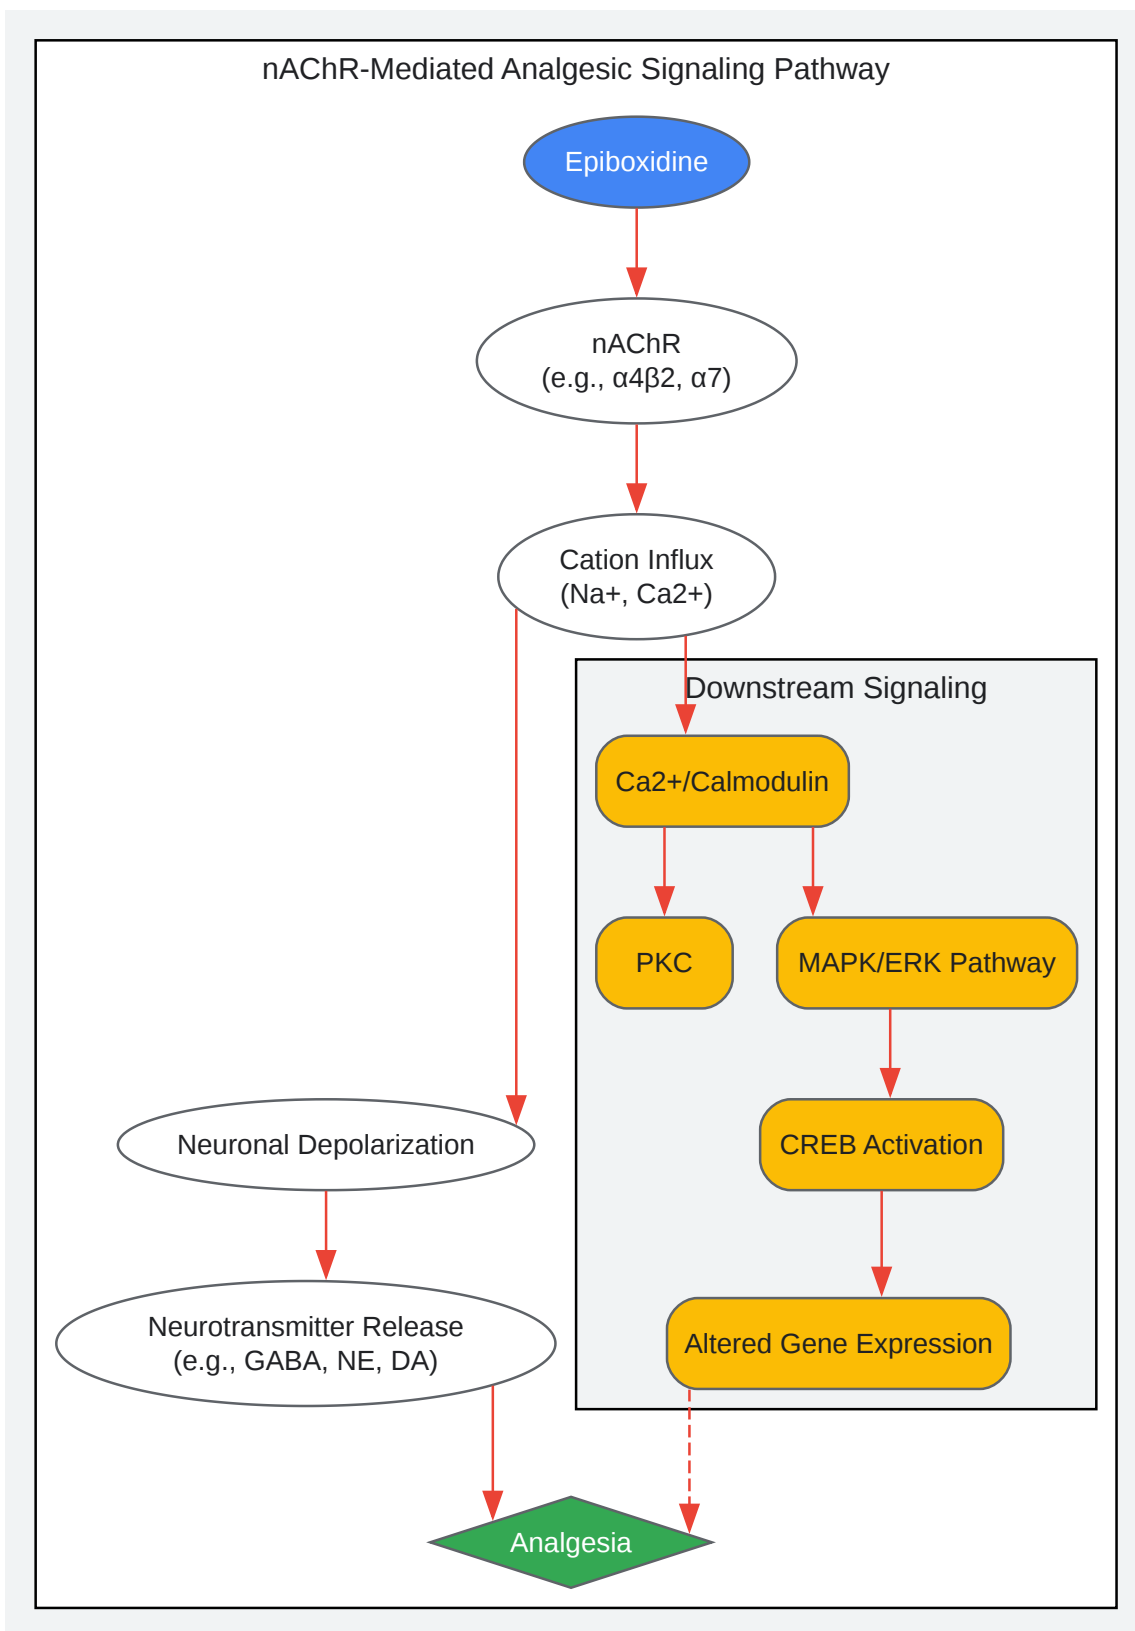 nAChR-Mediated Analgesic Signaling Pathway
Epiboxidine
nAChR
(e.g., α4β2, α7)
Cation Influx
(Na+, Ca2+)
Downstream Signaling
Ca2+/Calmodulin
PKC
MAPK/ERK Pathway
Neuronal Depolarization
CREB Activation
Neurotransmitter Release
(e.g., GABA, NE, DA)
Altered Gene Expression
Analgesia